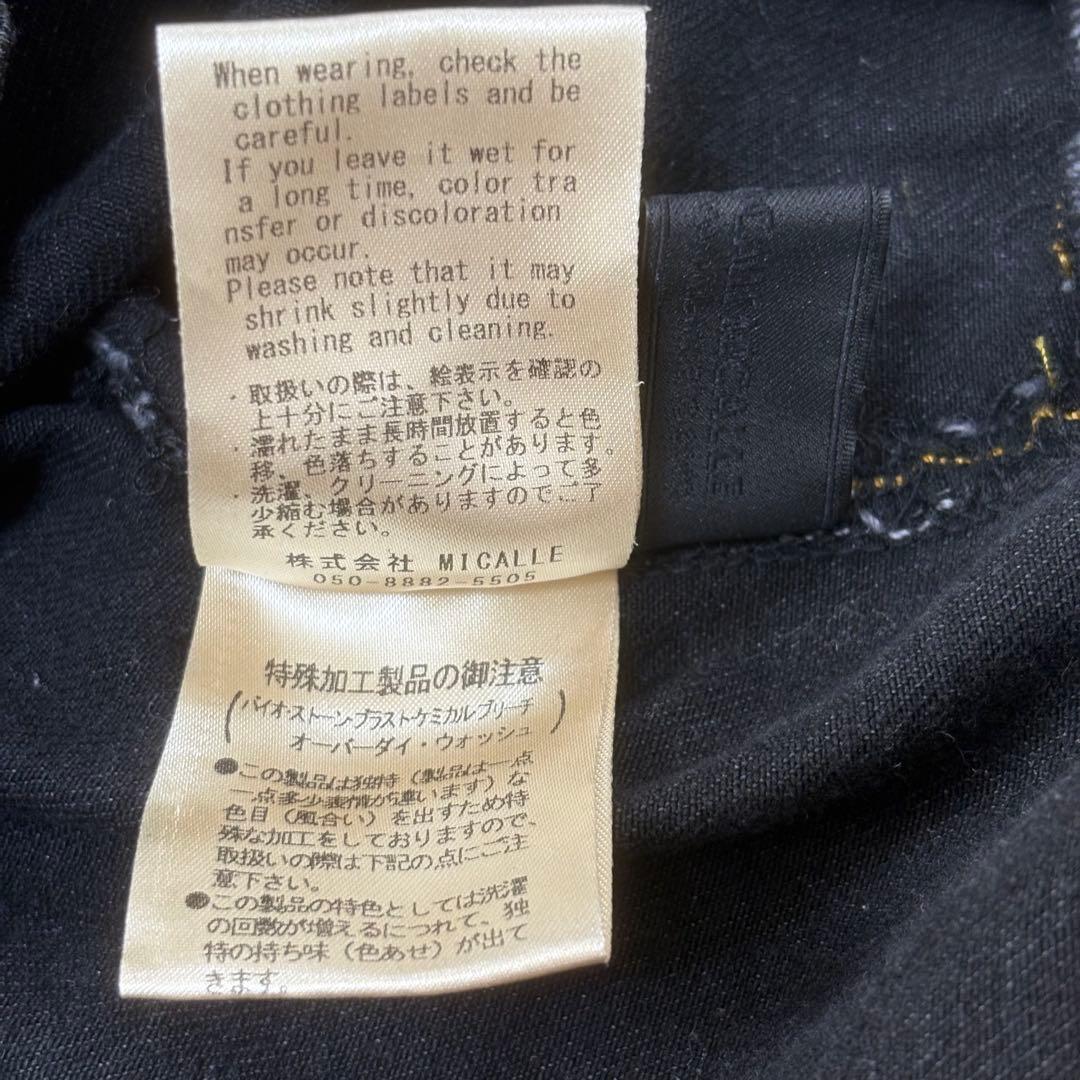 When wearing, check the
clothing labels and be
careful.
If you leave it wet for
a long time, color tra
nsfer or discoloration
may occur.
Please note that it may
shrink slightly due to
washing and cleaning.
・取扱いの際は、絵表示を確認の
上十分にご注意下さい。
・濡れたまま長時間放置すると色
移、色落ちすることがあります。
・洗濯、クリーニングによって多
少縮む場合がありますので、ご了
承ください。
株式会社 MICALLE
050-8882-5505
特殊加工製品の御注意
(バイオ・ストーン・ブラスト・ケミカル・ブリーチ
オーバーダイ・ウォッシュ)
●この製品は独特（製品は一点
一点多少表情が違います）な
色目（風合い）を出すため特
殊な加工をしておりますので、
取扱いの際は下記の点にご注
意下さい。
●この製品の特色としては洗濯
の回数が増えるにつれて、独
特の持ち味（色あせ）が出て
きます。